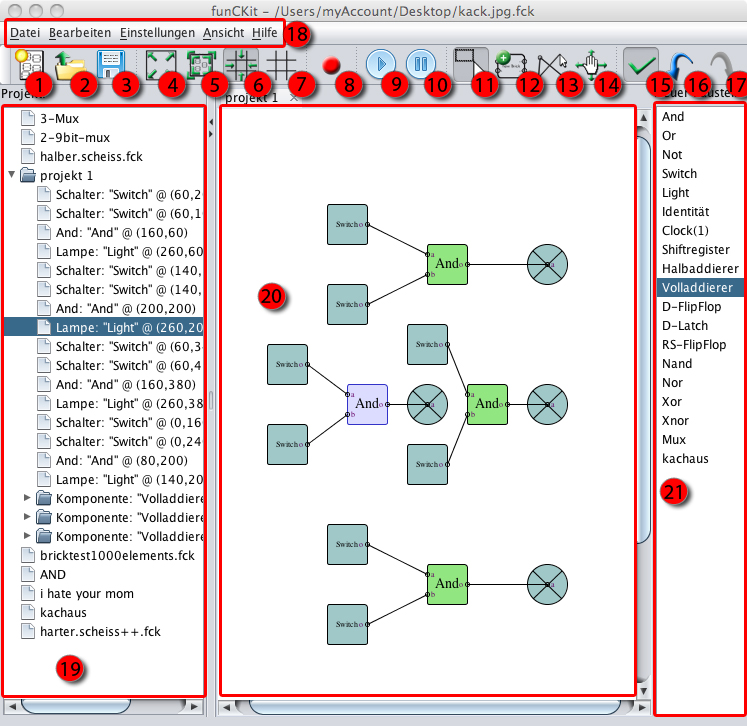 funCKit - /Users/myAccount/Desktop/kack.jpg.fck
Datei Bearbeiten Einstellungen Ansicht Hilfe 18
1 2 3 4 5 6 7 8 9 10 11 12 13 14 15 16 17
projekt 1
3-Mux
2-9bit-mux
halber.scheiss.fck
projekt 1
Schalter: "Switch" @ (60,2
Schalter: "Switch" @ (60,1
And: "And" @ (160,60)
Lampe: "Light" @ (260,60
Schalter: "Switch" @ (140,
Schalter: "Switch" @ (140,
And: "And" @ (200,200)
Lampe: "Light" @ (260,20
Schalter: "Switch" @ (60,3
Schalter: "Switch" @ (60,4
And: "And" @ (160,380)
Lampe: "Light" @ (260,38
Schalter: "Switch" @ (0,16
Schalter: "Switch" @ (0,24
And: "And" @ (80,200)
Lampe: "Light" @ (140,20
Komponente: "Volladdiere
Komponente: "Volladdiere
Komponente: "Volladdiere
bricktest1000elements.fck
AND
i hate your mom
kachaus
harter.scheiss++.fck
19
Switch o
a
And o
b
a
Switch o
20
Switch o
Switch o
a
And o
b
a
a
And o
b
a
Switch o
Switch o
Switch o
a
And o
b
a
Switch o
And
Or
Not
Switch
Light
Identität
Clock(1)
Shiftregister
Halbaddierer
Volladdierer
D-FlipFlop
D-Latch
RS-FlipFlop
Nand
Nor
Xor
Xnor
Mux
kachaus
21